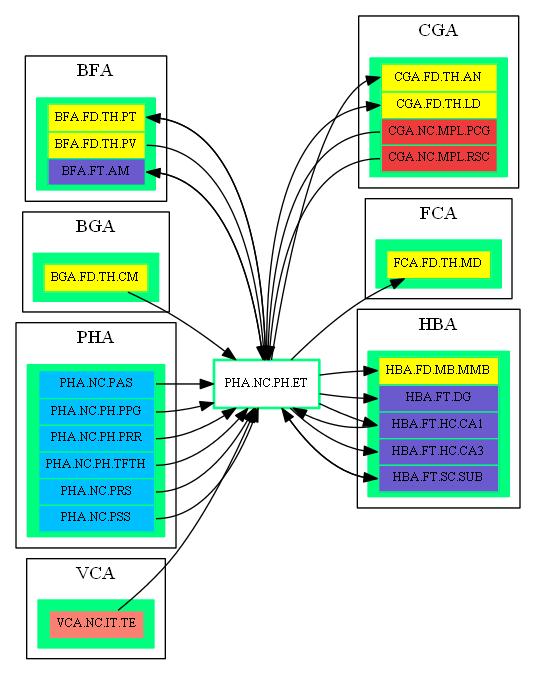 BFA
BFA.FD.TH.PT
BFA.FD.TH.PV
BFA.FT.AM
BGA
BGA.FD.TH.CM
PHA
PHA.NC.PAS
PHA.NC.PH.PPG
PHA.NC.PH.PRR
PHA.NC.PH.TFTH
PHA.NC.PRS
PHA.NC.PSS
VCA
VCA.NC.IT.TE
PHA.NC.PH.ET
CGA
CGA.FD.TH.AN
CGA.FD.TH.LD
CGA.NC.MPL.PCG
CGA.NC.MPL.RSC
FCA
FCA.FD.TH.MD
HBA
HBA.FD.MB.MMB
HBA.FT.DG
HBA.FT.HC.CA1
HBA.FT.HC.CA3
HBA.FT.SC.SUB